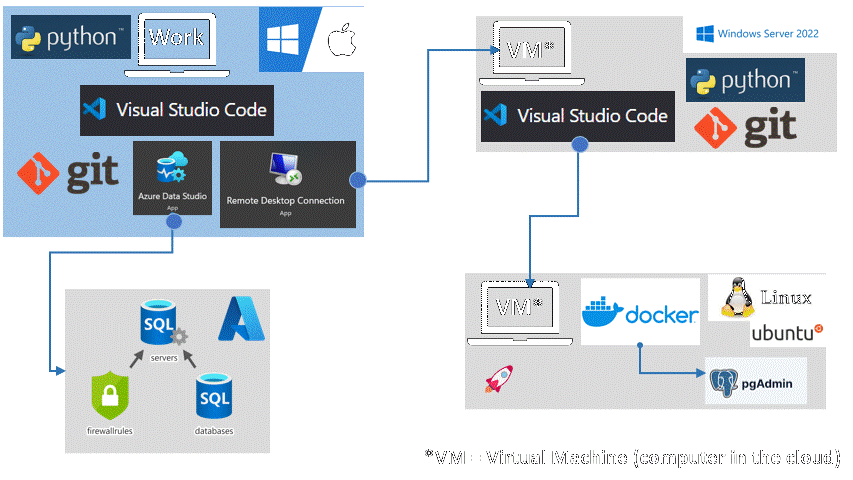 python™
Work
Visual Studio Code
git
Azure Data Studio
App
Remote Desktop Connection
App
VM*
Windows Server 2022
python™
Visual Studio Code
git
SQL
servers
SQL
firewallrules
databases
VM*
docker
Linux
ubuntu
pgAdmin
*VM = Virtual Machine (computer in the cloud)